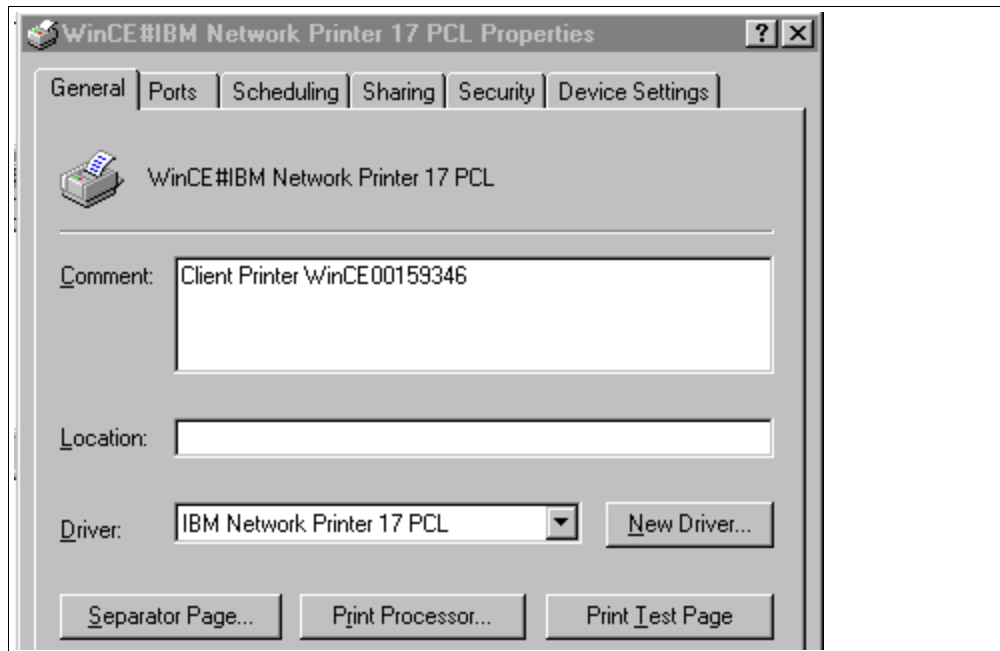 WinCE#IBM Network Printer 17 PCL Properties
General Ports Scheduling Sharing Security Device Settings
WinCE#IBM Network Printer 17 PCL
Comment: Client Printer WinCE00159346
Location:
Driver: IBM Network Printer 17 PCL New Driver...
Separator Page... Print Processor... Print Test Page